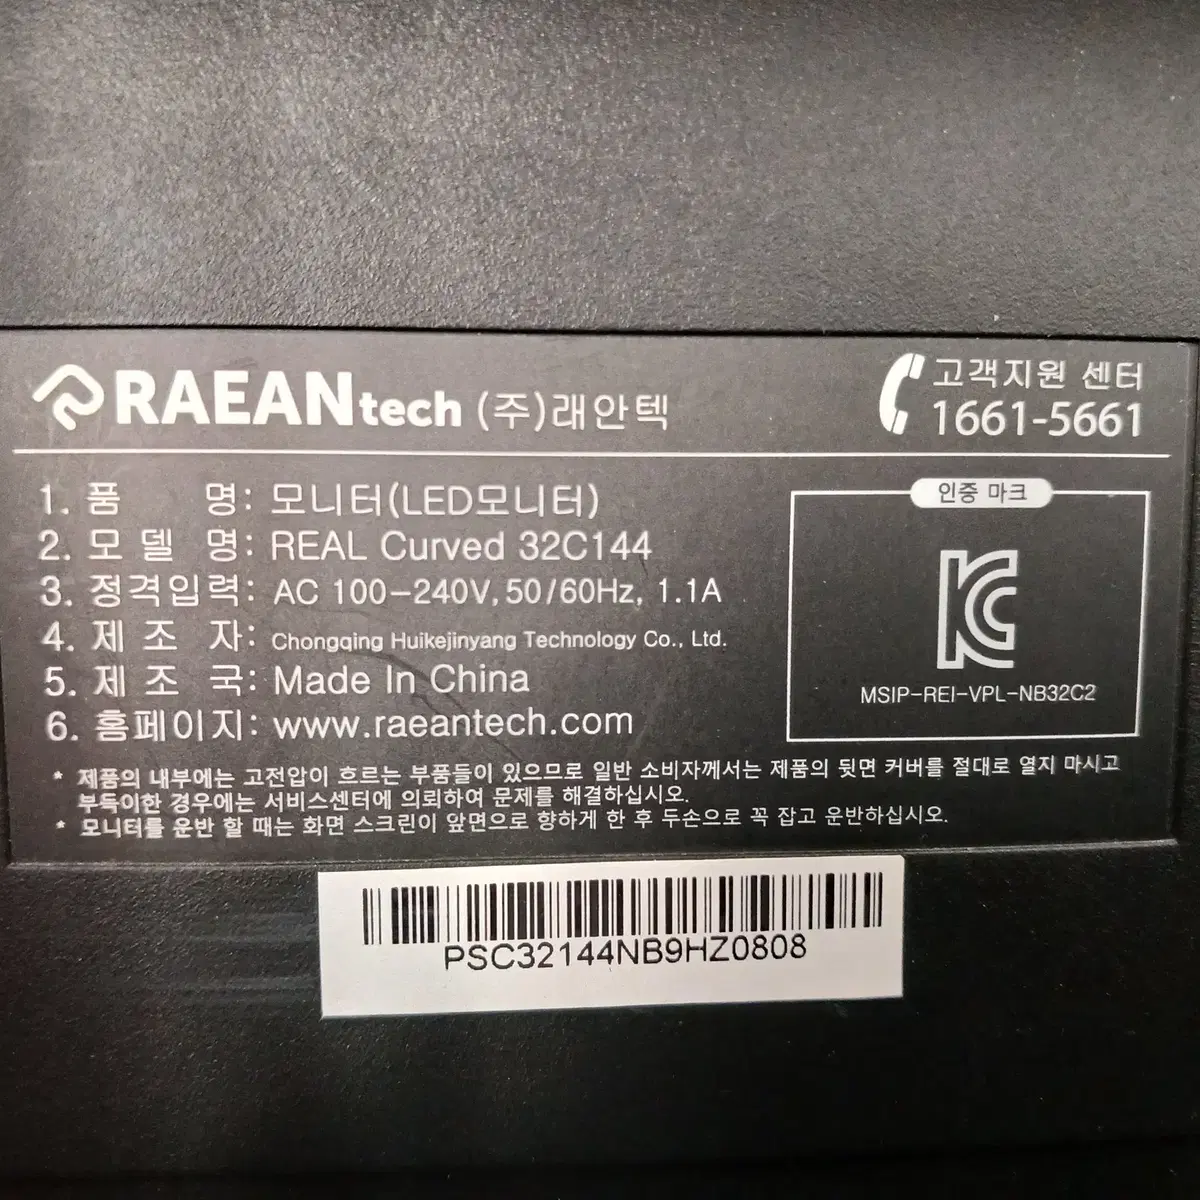 RAEANtech (주)래안텍
고객지원 센터
1661-5661
1. 품 명: 모니터(LED모니터)
2. 모 델 명: REAL Curved 32C144
3. 정격입력: AC 100-240V, 50/60Hz, 1.1A
4. 제 조 자: Chongqing Huikejinyang Technology Co., Ltd.
5. 제 조 국: Made In China
6. 홈페이지: www.raeantech.com
인증 마크
MSIP-REI-VPL-NB32C2
* 제품의 내부에는 고전압이 흐르는 부품들이 있으므로 일반 소비자께서는 제품의 뒷면 커버를 절대로 열지 마시고
부득이한 경우에는 서비스센터에 의뢰하여 문제를 해결하십시오.
* 모니터를 운반 할 때는 화면 스크린이 앞면으로 향하게 한 후 두손으로 꼭 잡고 운반하십시오.
PSC32144NB9HZ0808